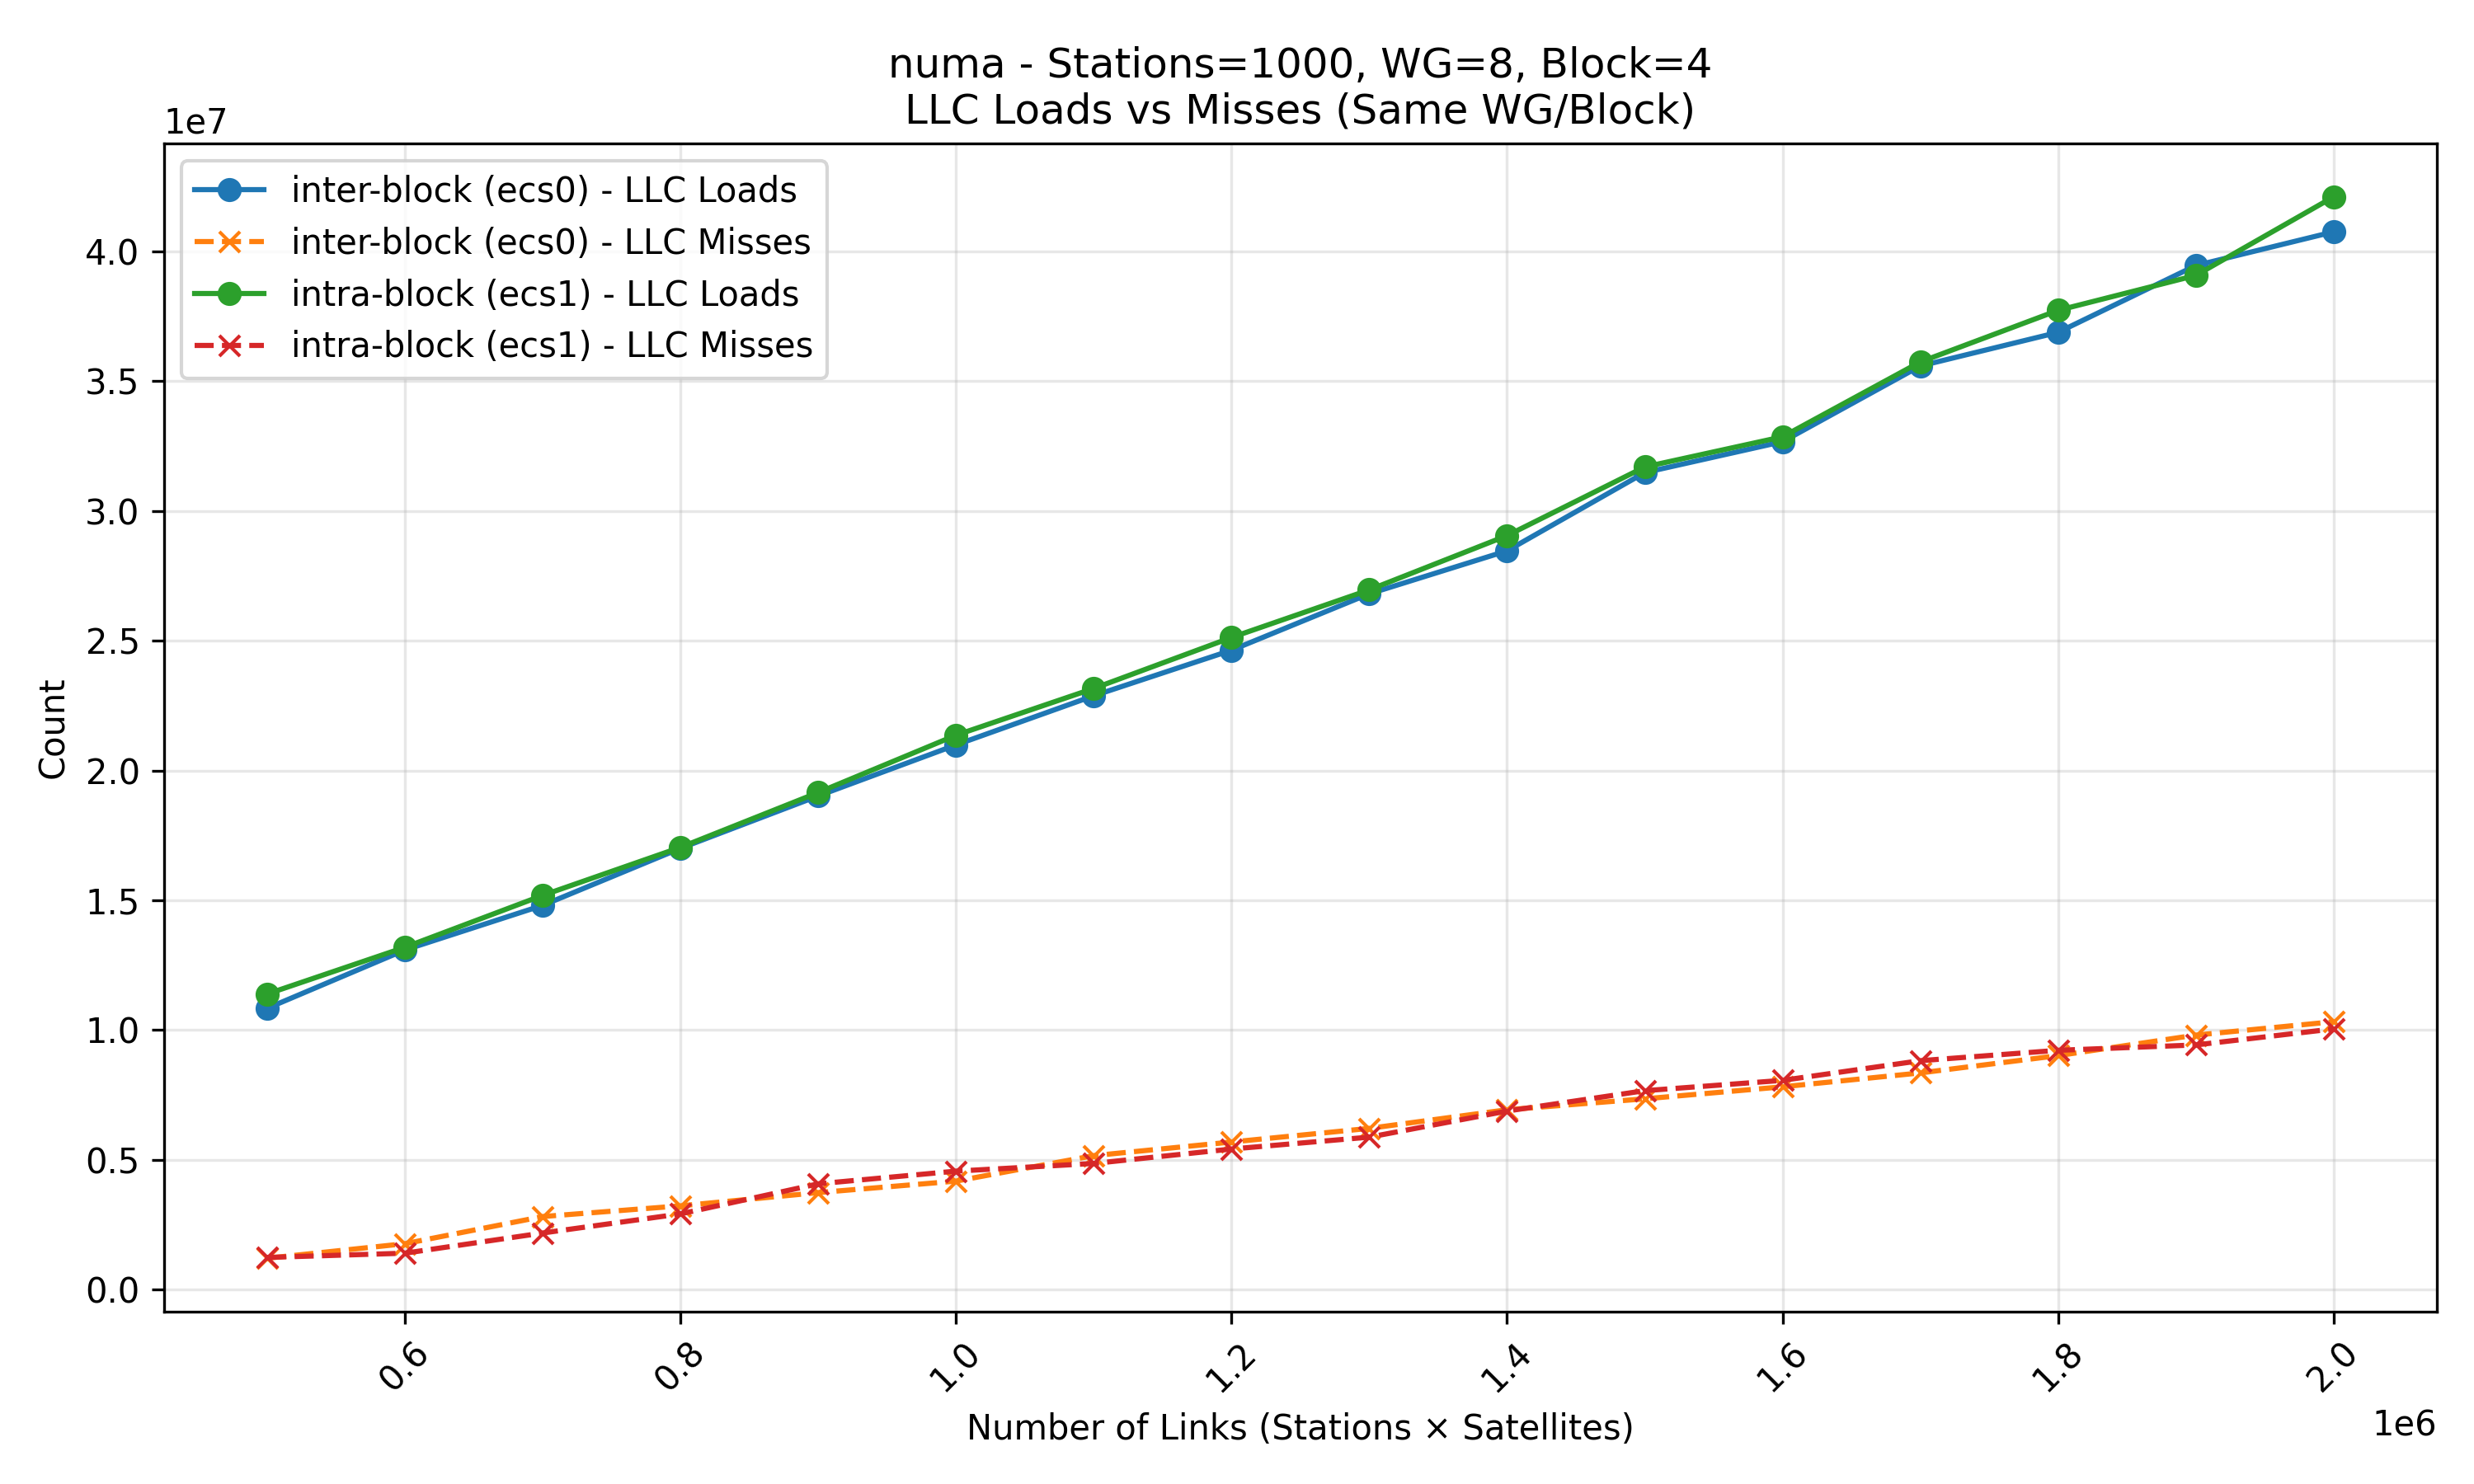 numa - Stations=1000, WG=8, Block=4
LLC Loads vs Misses (Same WG/Block)
1e7
inter-block (ecs0) - LLC Loads
inter-block (ecs0) - LLC Misses
intra-block (ecs1) - LLC Loads
intra-block (ecs1) - LLC Misses
4.0
3.5
3.0
2.5
2.0
1.5
1.0
0.5
0.0
Count
0.6
0.8
1.0
1.2
1.4
1.6
1.8
2.0
Number of Links (Stations × Satellites)
1e6